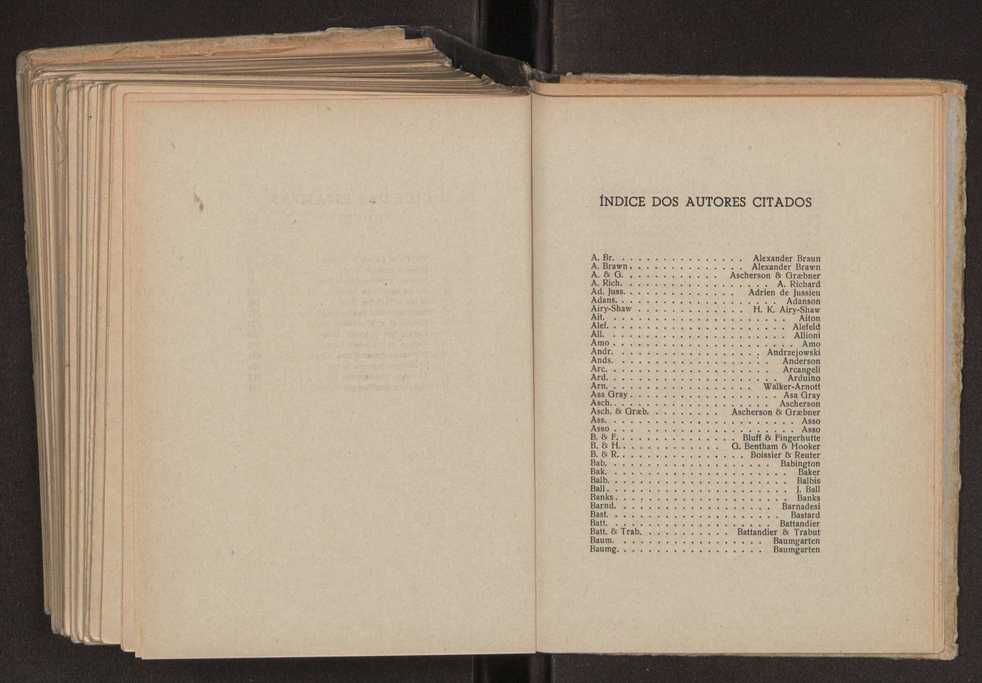 ÍNDICE DOS AUTORES CITADOS
A. Br. . . . . . . . . . . . . . . . Alexander Braun
A. Brawn . . . . . . . . . . . . . . Alexander Brawn
A. & G. . . . . . . . . . . . Ascherson & Græbner
A. Rich. . . . . . . . . . . . . . . . . . . A. Richard
Ad. Juss. . . . . . . . . . . . . . Adrien de Jussieu
Adans. . . . . . . . . . . . . . . . . . . . Adanson
Airy-Shaw . . . . . . . . . . . . . H. K. Airy-Shaw
Ait. . . . . . . . . . . . . . . . . . . . . . Aiton
Alef. . . . . . . . . . . . . . . . . . . . . Alefeld
All. . . . . . . . . . . . . . . . . . . . . . Allioni
Amo . . . . . . . . . . . . . . . . . . . . . . Amo
Andr. . . . . . . . . . . . . . . . . . Andrzejowski
Ands. . . . . . . . . . . . . . . . . . . . Anderson
Arc. . . . . . . . . . . . . . . . . . . . Arcangeli
Ard. . . . . . . . . . . . . . . . . . . . . Arduino
Arn. . . . . . . . . . . . . . . . . . Walker-Arnott
Asa Gray . . . . . . . . . . . . . . . . . . Asa Gray
Asch. . . . . . . . . . . . . . . . . . . . Ascherson
Asch. & Græb. . . . . . . . . Ascherson & Græbner
Ass. . . . . . . . . . . . . . . . . . . . . . . Asso
Asso . . . . . . . . . . . . . . . . . . . . . . Asso
B. & F. . . . . . . . . . . . . . . Bluff & Fingerhutte
B. & H. . . . . . . . . . . . . G. Bentham & Hooker
B. & R. . . . . . . . . . . . . . . Boissier & Reuter
Bab. . . . . . . . . . . . . . . . . . . . Babington
Bak. . . . . . . . . . . . . . . . . . . . . . Baker
Balb. . . . . . . . . . . . . . . . . . . . . . Balbis
Ball . . . . . . . . . . . . . . . . . . . . . . J. Ball
Banks . . . . . . . . . . . . . . . . . . . . . Banks
Barnd. . . . . . . . . . . . . . . . . . . . Barnadesi
Bast. . . . . . . . . . . . . . . . . . . . . Bastard
Batt. . . . . . . . . . . . . . . . . . . . Battandier
Batt. & Trab. . . . . . . . . . . Battandier & Trabut
Baum. . . . . . . . . . . . . . . . . . . Baumgarten
Baumg. . . . . . . . . . . . . . . . . . . Baumgarten